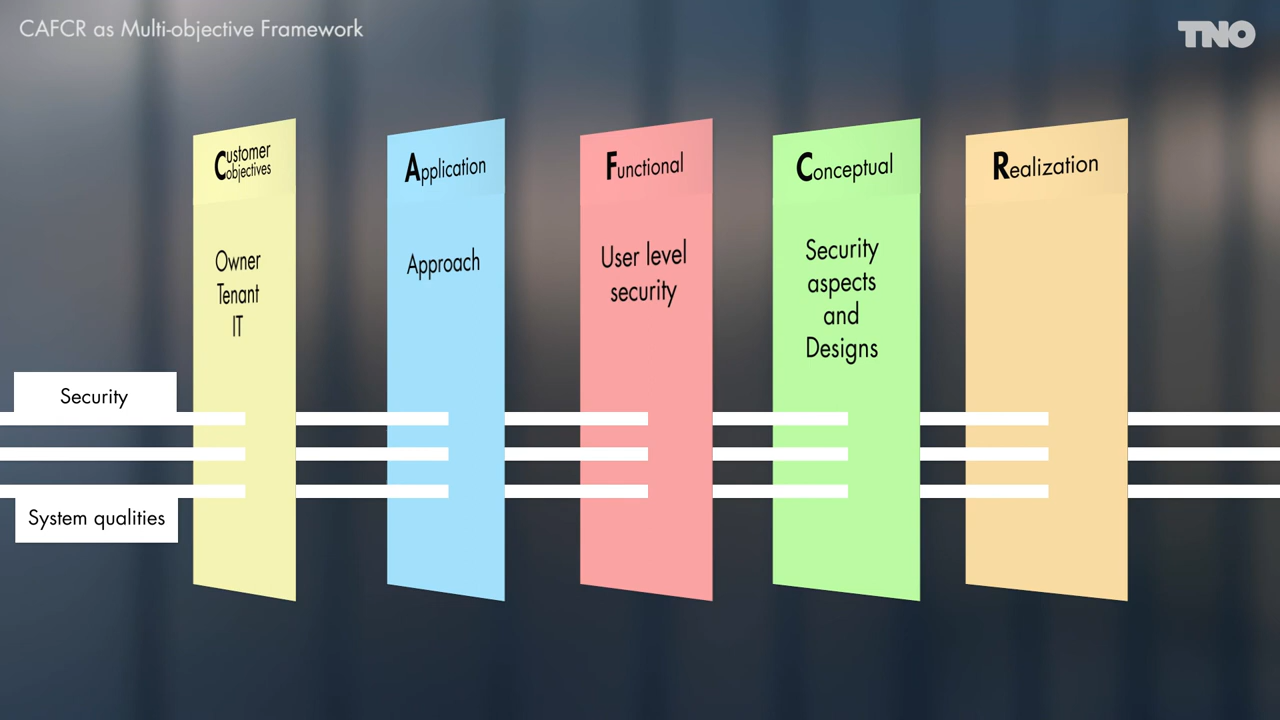 CAFCR as Multi-objective Framework
TNO
Customer
objectives
Owner
Tenant
IT
Application
Approach
Functional
User level
security
Conceptual
Security
aspects
and
Designs
Realization
Security
System qualities